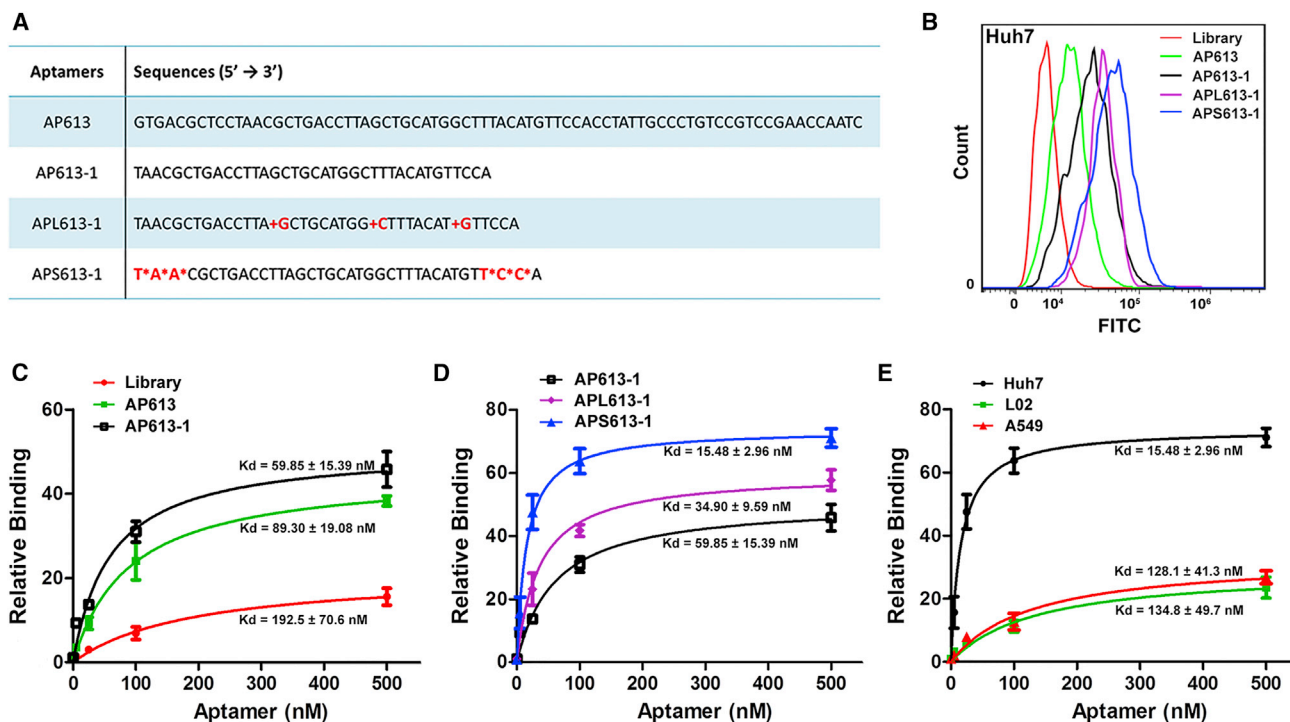 A
Aptamers Sequences (5' → 3')
AP613 GTGACGCTCCTAACGCTGACCTTAGCTGCATGGCTTTACATGTTCCACCTATTGCCCTGTCCGTCCGAACCAATC
AP613-1 TAACGCTGACCTTAGCTGCATGGCTTTACATGTTCCA
APL613-1 TAACGCTGACCTTA+GCTGCATGG+CTTTACAT+GTTCCA
APS613-1 T*A*A*CGCTGACCTTAGCTGCATGGCTTTACATGTT*C*C*A
B
Huh7
Library
AP613
AP613-1
APL613-1
APS613-1
Count
0
0 10⁴ 10⁵ 10⁶
FITC
C
Library
AP613
AP613-1
60
40
20
0
Relative Binding
Kd = 59.85 ± 15.39 nM
Kd = 89.30 ± 19.08 nM
Kd = 192.5 ± 70.6 nM
0 100 200 300 400 500
Aptamer (nM)
D
AP613-1
APL613-1
APS613-1
80
60
40
20
0
Relative Binding
Kd = 15.48 ± 2.96 nM
Kd = 34.90 ± 9.59 nM
Kd = 59.85 ± 15.39 nM
0 100 200 300 400 500
Aptamer (nM)
E
Huh7
L02
A549
80
60
40
20
0
Relative Binding
Kd = 15.48 ± 2.96 nM
Kd = 128.1 ± 41.3 nM
Kd = 134.8 ± 49.7 nM
0 100 200 300 400 500
Aptamer (nM)